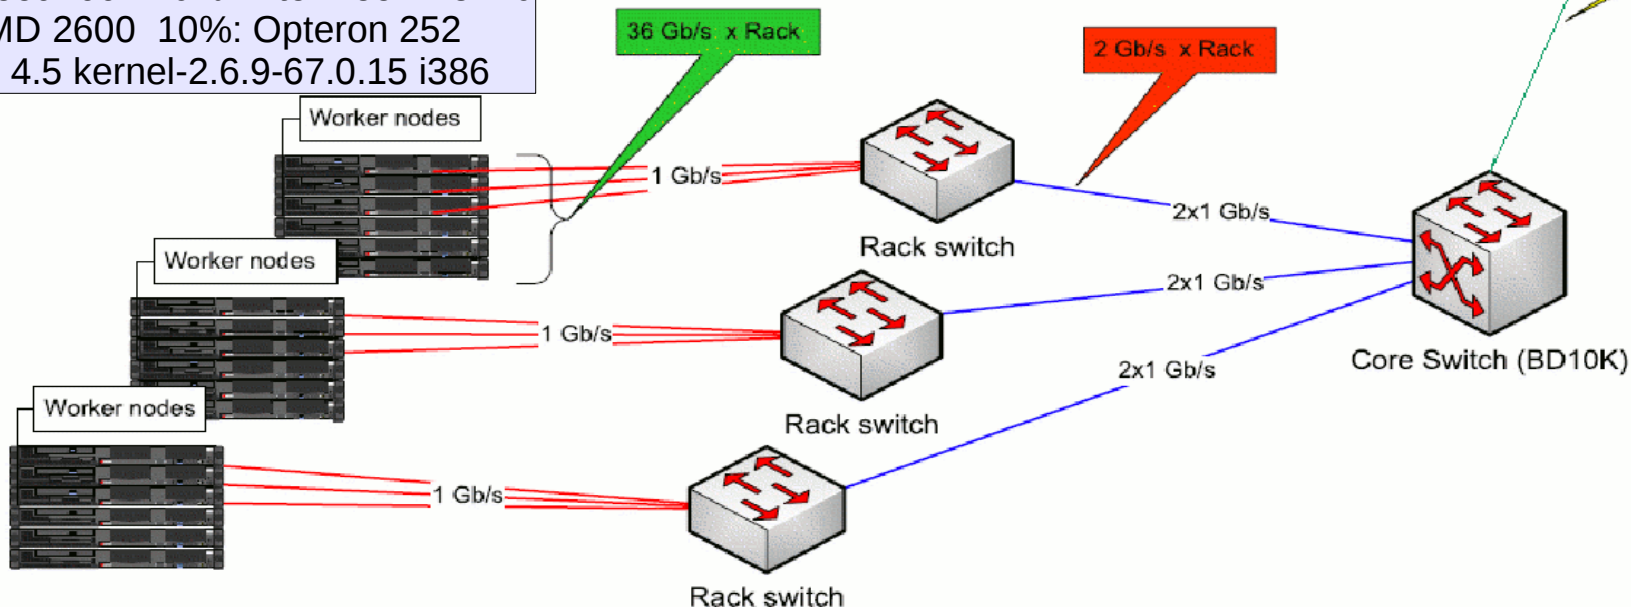 MD 2600  10%: Opteron 252
4.5 kernel-2.6.9-67.0.15 i386
36 Gb/s x Rack
2 Gb/s x Rack
Worker nodes
1 Gb/s
2x1 Gb/s
Rack switch
Worker nodes
1 Gb/s
2x1 Gb/s
Core Switch (BD10K)
2x1 Gb/s
Worker nodes
Rack switch
1 Gb/s
Rack switch